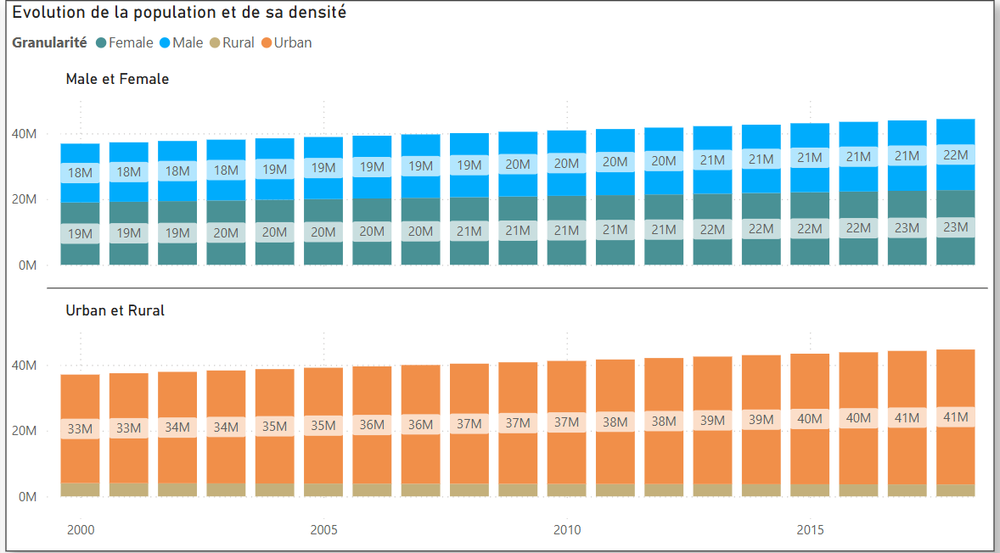 Evolution de la population et de sa densité
Granularité Female Male Rural Urban
Male et Female
40M
18M 18M 18M 18M 19M 19M 19M 19M 19M 20M 20M 20M 20M 21M 21M 21M 21M 21M 22M
20M
19M 19M 19M 20M 20M 20M 20M 20M 21M 21M 21M 21M 21M 22M 22M 22M 22M 23M 23M
0M
Urban et Rural
40M
33M 33M 34M 34M 35M 35M 36M 36M 37M 37M 37M 38M 38M 39M 39M 40M 40M 41M 41M
20M
0M
2000 2005 2010 2015